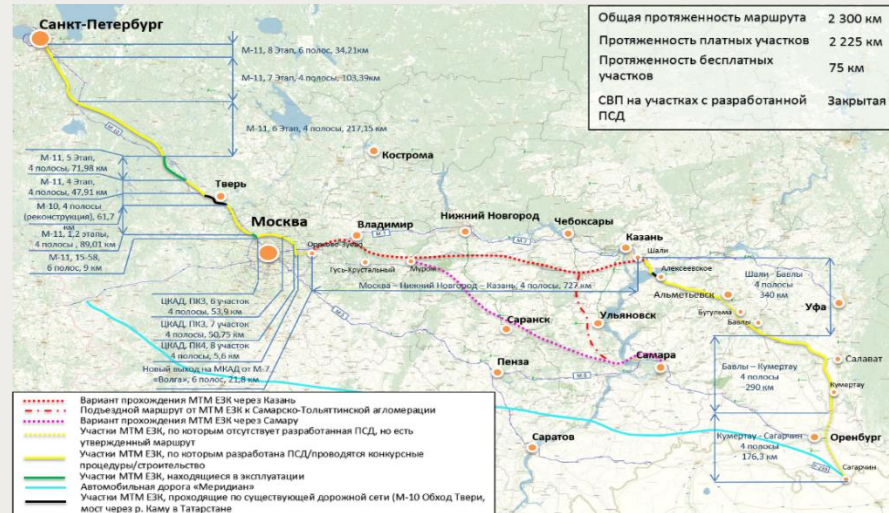 Санкт-Петербург
Общая протяженность маршрута 2 300 км
Протяженность платных участков 2 225 км
Протяженность бесплатных
участков 75 км
СВП на участках с разработанной
ПСД Закрытая
М-11, 8 Этап, 6 полос, 34,21км
М-11, 7 Этап, 4 полосы, 103,39км
М-11, 6 Этап, 4 полосы, 217,15 км
М-11, 5 Этап,
4 полосы, 71,98 км
М-11, 4 Этап,
4 полосы, 47,91 км
М-10, 4 полосы
(реконструкция), 61,7
км
М-11, 1,2 этапы,
4 полосы , 89,01 км
М-11, 15-58,
6 полос, 9 км
Кострома
Тверь
Москва
Владимир
Нижний Новгород
Чебоксары
Казань
Орехово-Зуево
Гусь-Хрустальный
Муром
Шали
Алексеевское
Москва – Нижний Новгород – Казань, 4 полосы, 727 км
Альметьевск
Бугульма
Бавлы
Шали - Бавлы
4 полосы
340 км
Уфа
ЦКАД, ПК3, 6 участок
4 полосы, 53,9 км
ЦКАД, ПК3, 7 участок
4 полосы, 50,75 км
ЦКАД, ПК4, 8 участок
4 полосы, 5,6 км
Новый выход на МКАД от М-7
«Волга», 6 полос, 21,8 км
Саранск
Ульяновск
Пенза
Самара
Салават
Бавлы – Кумертау
4 полосы
290 км
Кумертау
Кумертау - Сагарчин
4 полосы
176,3 км
Оренбург
Сагарчин
Саратов
Вариант прохождения МТМ ЕЗК через Казань
Подъездной маршрут от МТМ ЕЗК к Самарско-Тольяттинской агломерации
Вариант прохождения МТМ ЕЗК через Самару
Участки МТМ ЕЗК, по которым отсутствует разработанная ПСД, но есть
утвержденный маршрут
Участки МТМ ЕЗК, по которым разработана ПСД/проводятся конкурсные
процедуры/строительство
Участки МТМ ЕЗК, находящиеся в эксплуатации
Автомобильная дорога «Меридиан»
Участки МТМ ЕЗК, проходящие по существующей дорожной сети (М-10 Обход Твери,
мост через р. Каму в Татарстане